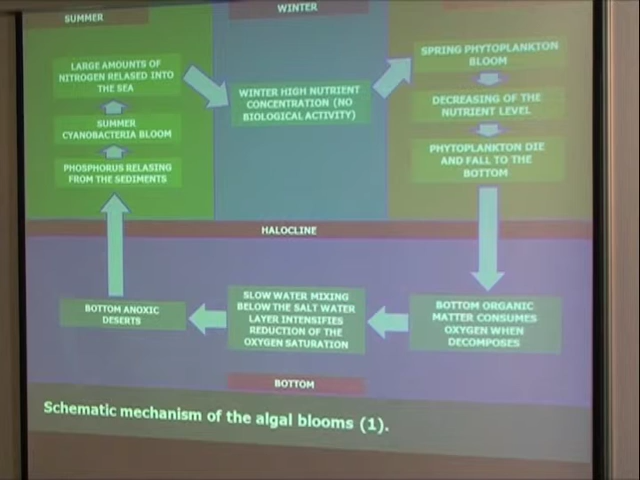 SUMMER
WINTER
LARGE AMOUNTS OF
NITROGEN RELASED INTO
THE SEA
SUMMER
CYANOBACTERIA BLOOM
PHOSPHORUS RELASING
FROM THE SEDIMENTS
WINTER HIGH NUTRIENT
CONCENTRATION (NO
BIOLOGICAL ACTIVITY)
SPRING PHYTOPLANKTON
BLOOM
DECREASING OF THE
NUTRIENT LEVEL
PHYTOPLANKTON DIE
AND FALL TO THE
BOTTOM
HALOCLINE
BOTTOM ANOXIC
DESERTS
SLOW WATER MIXING
BELOW THE SALT WATER
LAYER INTENSIFIES
REDUCTION OF THE
OXYGEN SATURATION
BOTTOM ORGANIC
MATTER CONSUMES
OXYGEN WHEN
DECOMPOSES
BOTTOM
Schematic mechanism of the algal blooms (1).